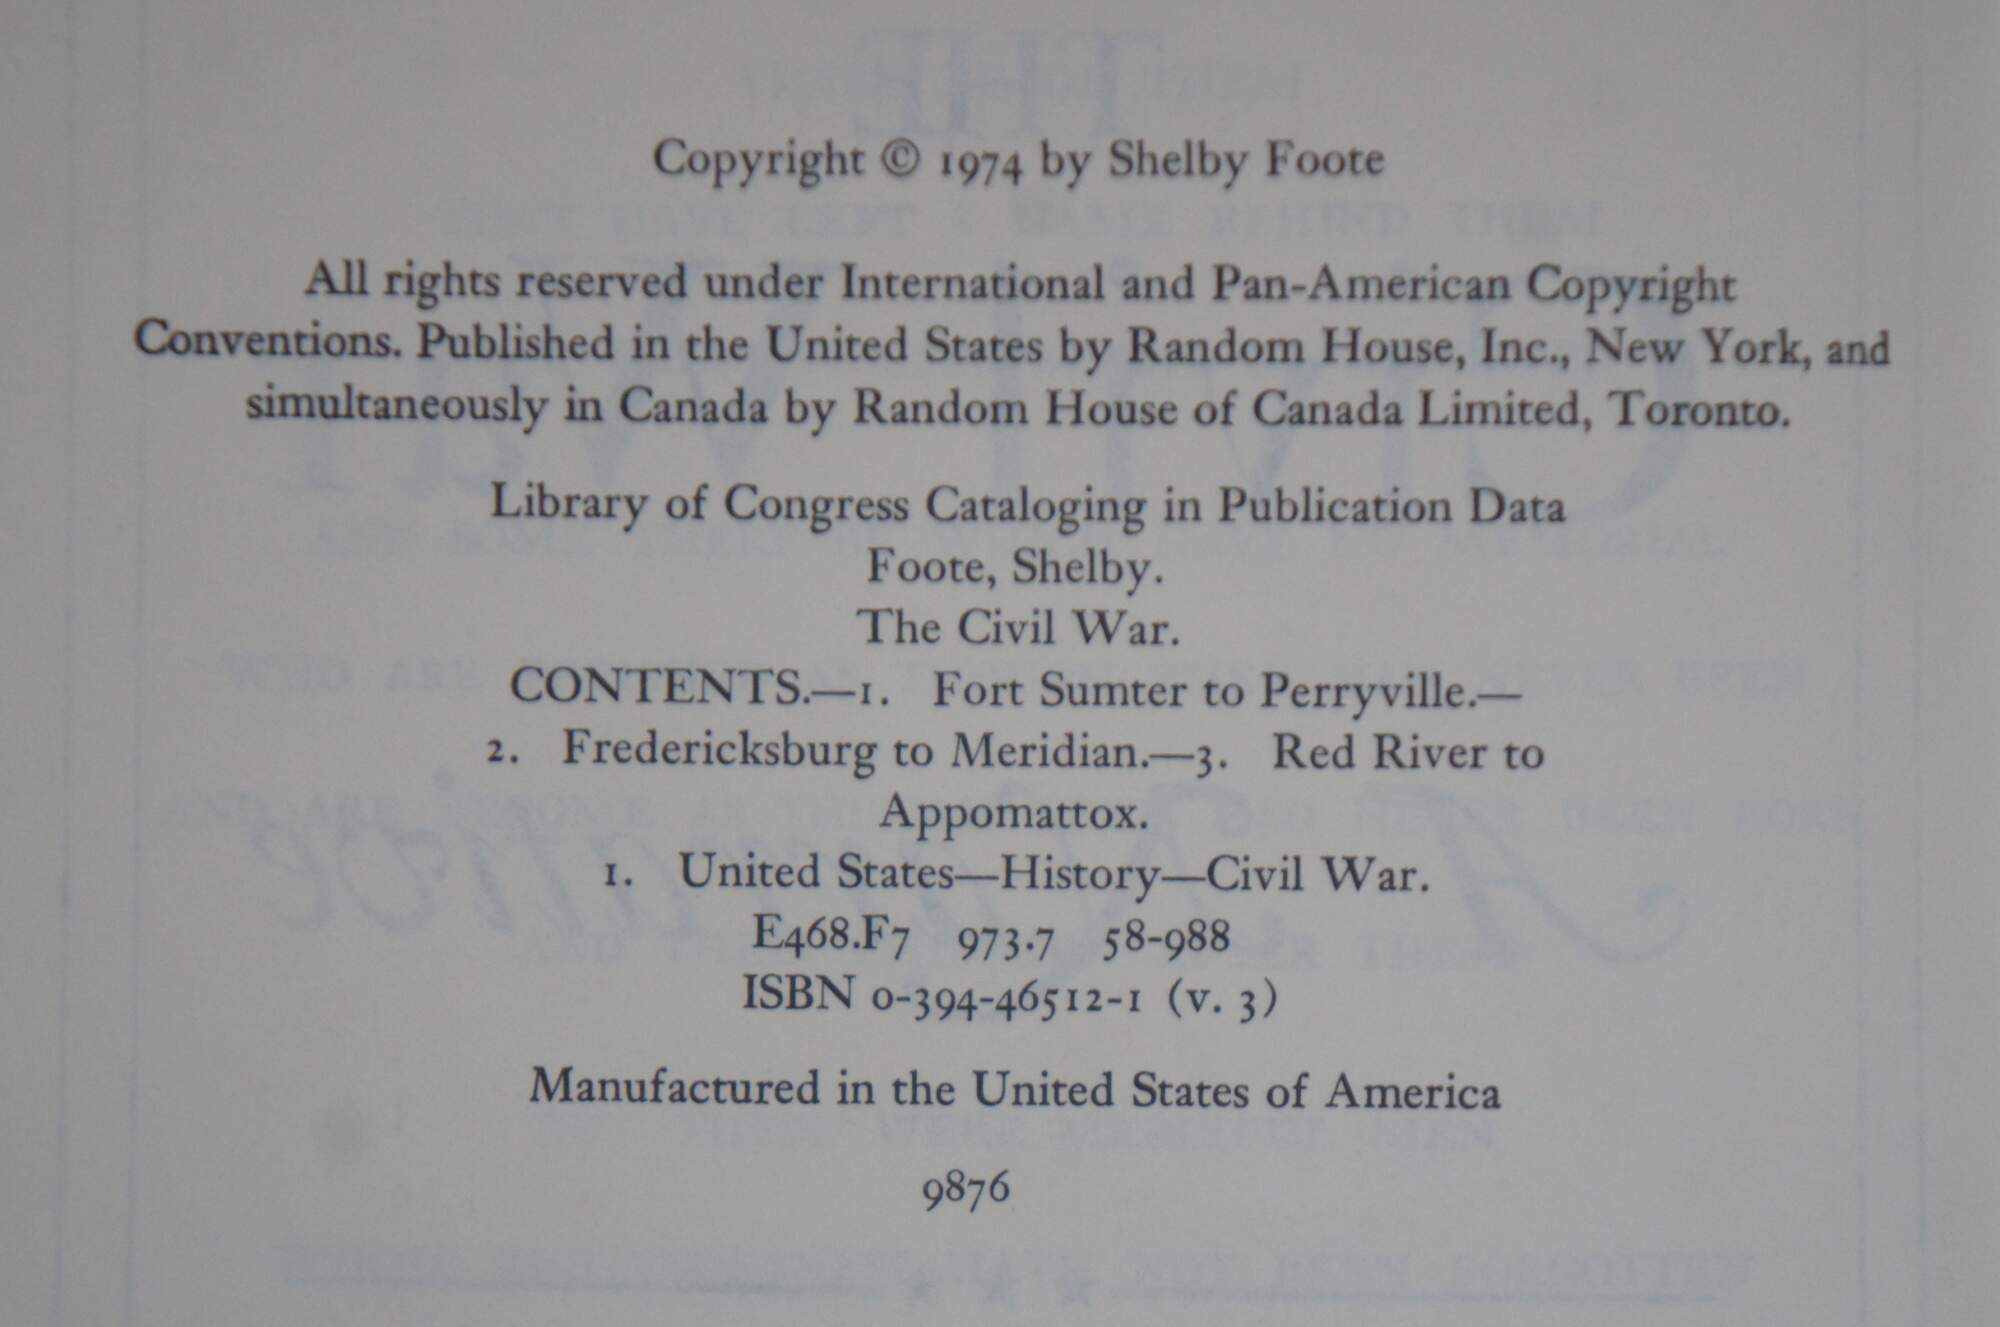 Copyright © 1974 by Shelby Foote
All rights reserved under International and Pan-American Copyright
Conventions. Published in the United States by Random House, Inc., New York, and
simultaneously in Canada by Random House of Canada Limited, Toronto.
Library of Congress Cataloging in Publication Data
Foote, Shelby.
The Civil War.
CONTENTS.—1. Fort Sumter to Perryville.—
2. Fredericksburg to Meridian.—3. Red River to
Appomattox.
1. United States—History—Civil War.
E468.F7 973.7 58-988
ISBN 0-394-46512-1 (v. 3)
Manufactured in the United States of America
9876